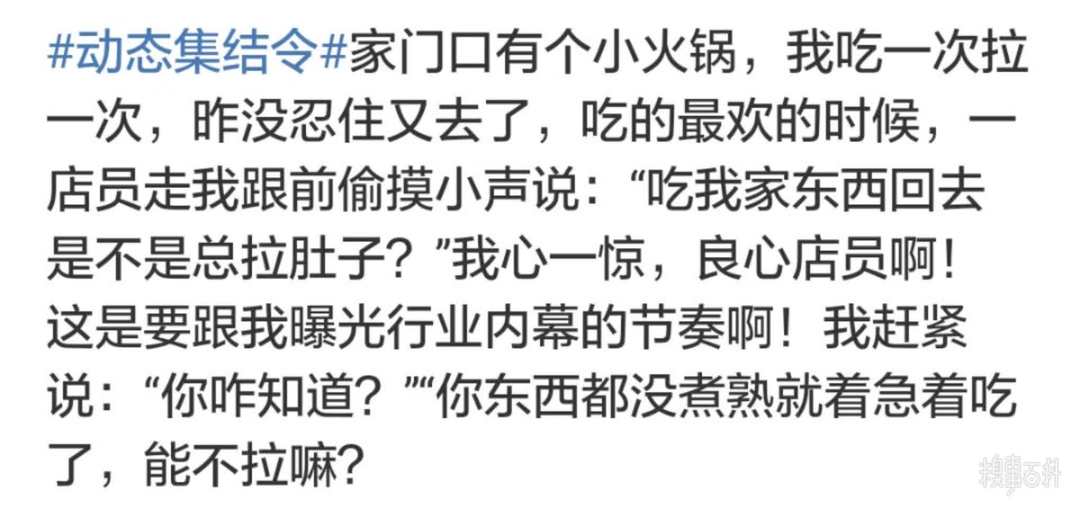 #动态集结令#家门口有个小火锅，我吃一次拉
一次，昨没忍住又去了，吃的最欢的时候，一
店员走我跟前偷摸小声说：“吃我家东西回去
是不是总拉肚子？”我心一惊，良心店员啊！
这是要跟我曝光行业内幕的节奏啊！我赶紧
说：“你咋知道？”“你东西都没煮熟就着急着吃
了，能不拉嘛？
糗事百科